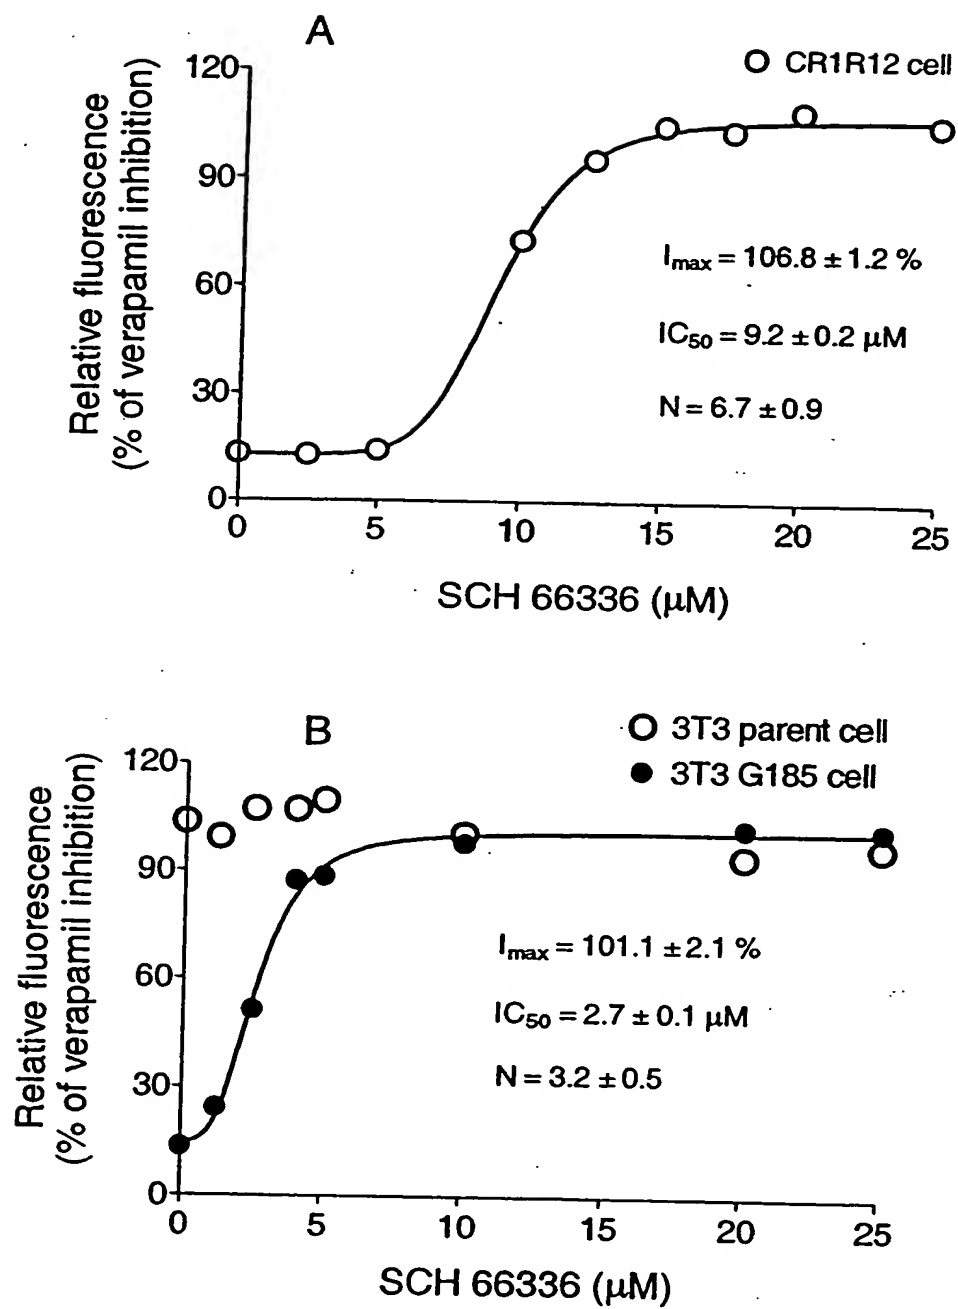 A
CR1R12 cell
Relative fluorescence
(% of verapamil inhibition)
120
90
60
30
0
Imax = 106.8 ± 1.2 %
IC50 = 9.2 ± 0.2 μM
N = 6.7 ± 0.9
0 5 10 15 20 25
SCH 66336 (μM)
B
3T3 parent cell
3T3 G185 cell
Relative fluorescence
(% of verapamil inhibition)
120
90
60
30
0
Imax = 101.1 ± 2.1 %
IC50 = 2.7 ± 0.1 μM
N = 3.2 ± 0.5
0 5 10 15 20 25
SCH 66336 (μM)